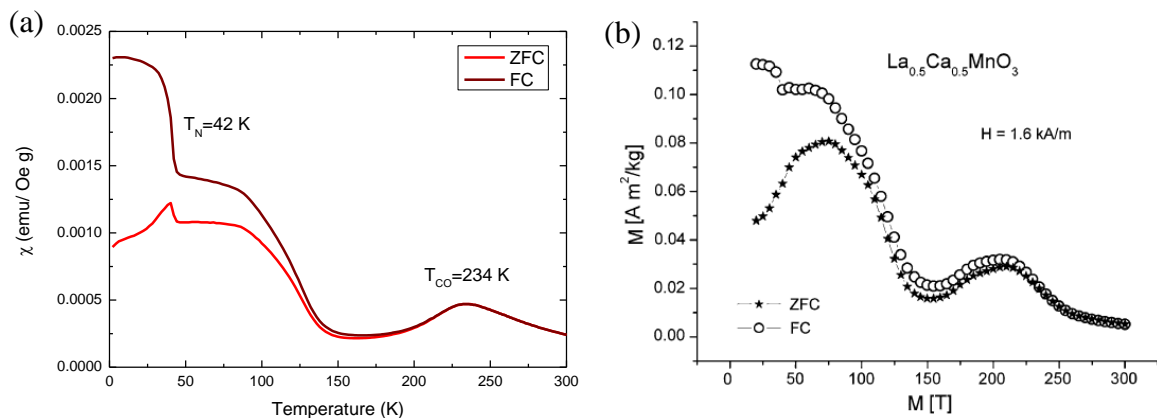 (a)
0.0025
0.0020
0.0015
0.0010
0.0005
0.0000
χ (emu/ Oe g)
ZFC
FC
T_N=42 K
T_CO=234 K
0 50 100 150 200 250 300
Temperature (K)
(b)
0.12
0.10
0.08
0.06
0.04
0.02
0.00
M [A m²/kg]
La₀.₅Ca₀.₅MnO₃
H = 1.6 kA/m
ZFC
FC
0 50 100 150 200 250 300
M [T]